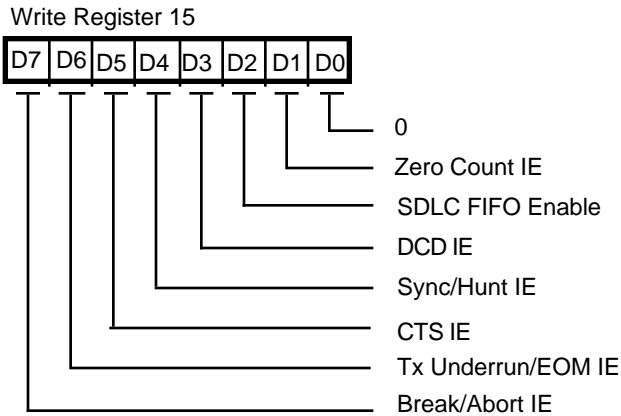 Write Register 15
D7 D6 D5 D4 D3 D2 D1 D0
0
Zero Count IE
SDLC FIFO Enable
DCD IE
Sync/Hunt IE
CTS IE
Tx Underrun/EOM IE
Break/Abort IE